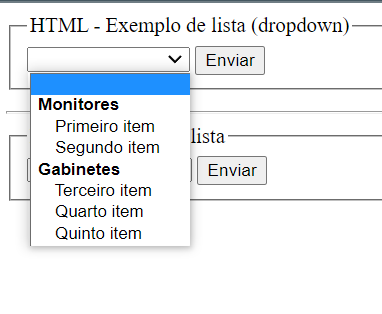 HTML - Exemplo de lista (dropdown)
Enviar
Monitores
Primeiro item
Segundo item
lista
Gabinetes
Enviar
Terceiro item
Quarto item
Quinto item